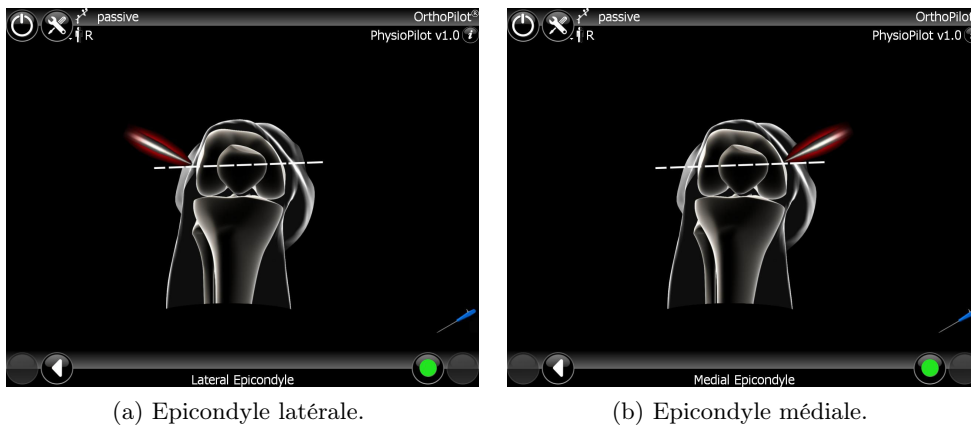 passive OrthoPilot®
R PhysioPilot v1.0 i
Lateral Epicondyle
(a) Epicondyle latérale.
passive OrthoPilot
R PhysioPilot v1.0
Medial Epicondyle
(b) Epicondyle médiale.